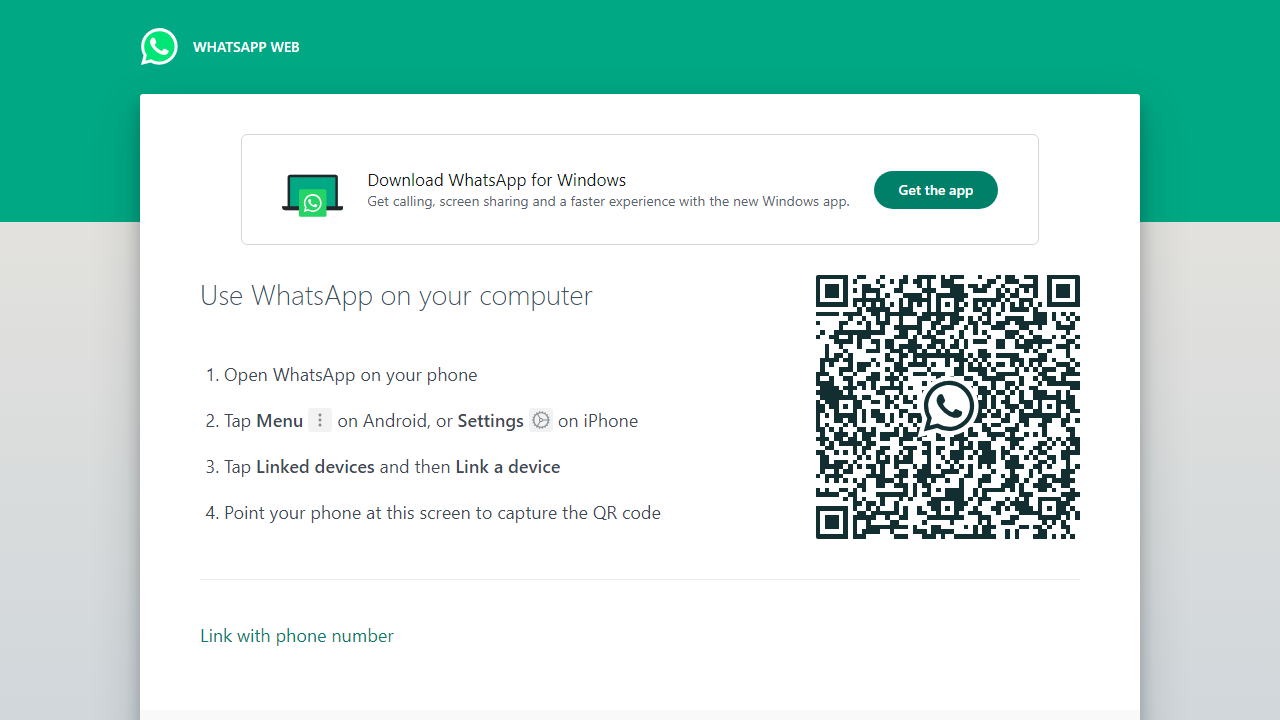 WHATSAPP WEB
Download WhatsApp for Windows
Get calling, screen sharing and a faster experience with the new Windows app.
Get the app
Use WhatsApp on your computer
1. Open WhatsApp on your phone
2. Tap Menu on Android, or Settings on iPhone
3. Tap Linked devices and then Link a device
4. Point your phone at this screen to capture the QR code
Link with phone number